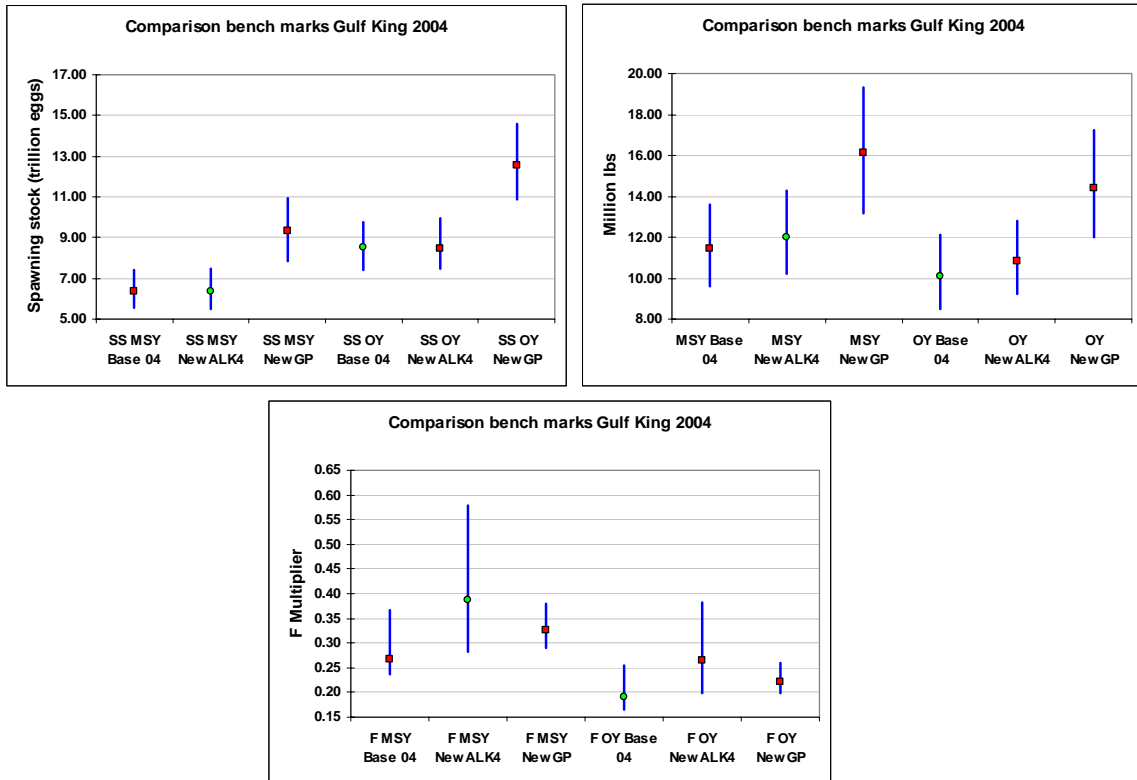 Comparison bench marks Gulf King 2004
Spawning stock (trillion eggs)
17.00
15.00
13.00
11.00
9.00
7.00
5.00
SS MSY SS MSY SS MSY SS OY SS OY SS OY
Base 04 New ALK4 New GP Base 04 New ALK4 New GP
Comparison bench marks Gulf King 2004
Million lbs
20.00
18.00
16.00
14.00
12.00
10.00
8.00
MSY Base MSY MSY OY Base OY OY
04 New ALK4 New GP 04 New ALK4 New GP
Comparison bench marks Gulf King 2004
F Multiplier
0.65
0.60
0.55
0.50
0.45
0.40
0.35
0.30
0.25
0.20
0.15
F MSY F MSY F MSY F OY Base F OY F OY
Base 04 New ALK4 New GP 04 New ALK4 New GP